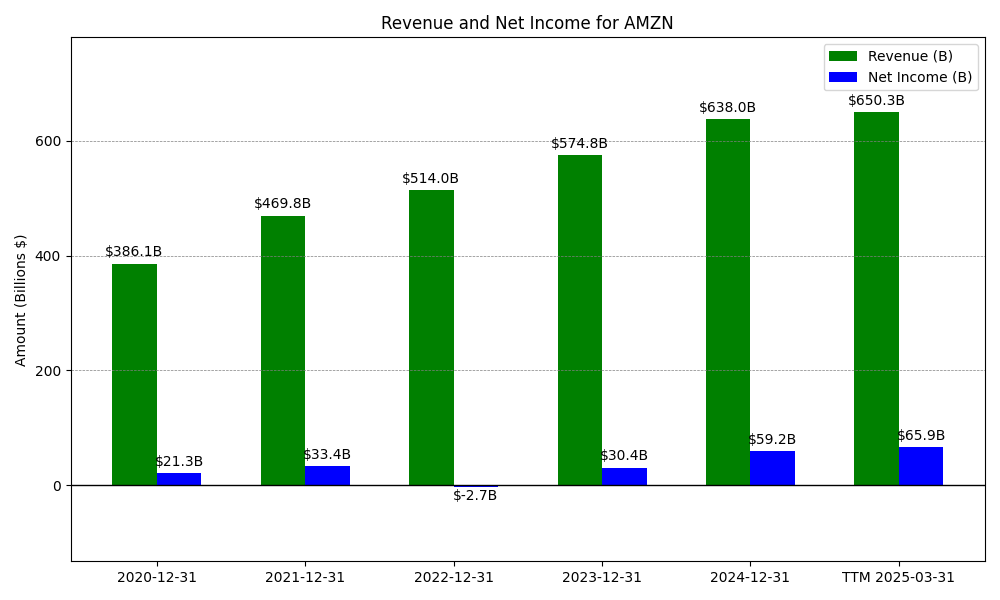 Revenue and Net Income for AMZN
Revenue (B)
Net Income (B)
Amount (Billions $)
600
400
200
0
$386.1B
$469.8B
$514.0B
$574.8B
$638.0B
$650.3B
$21.3B
$33.4B
$-2.7B
$30.4B
$59.2B
$65.9B
2020-12-31
2021-12-31
2022-12-31
2023-12-31
2024-12-31
TTM 2025-03-31